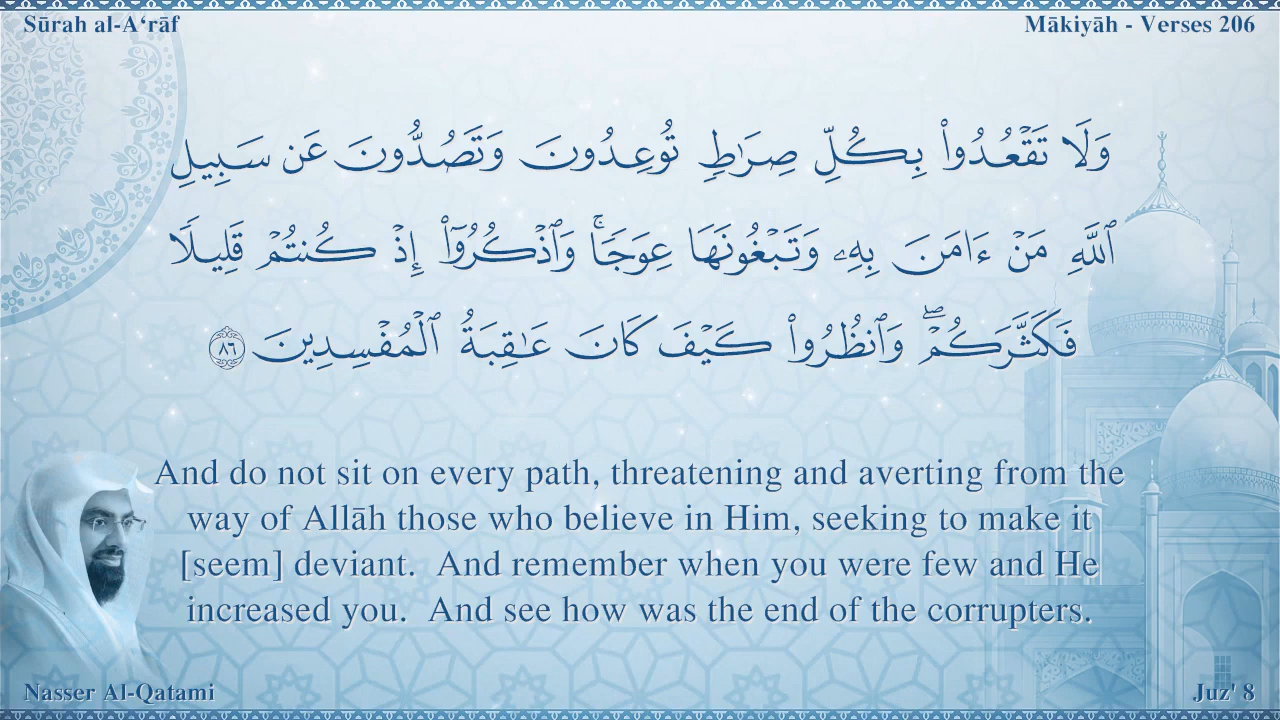 Sūrah al-A‘rāf
Mākiyāh - Verses 206
وَلَا تَقْعُدُوا۟ بِكُلِّ صِرَٰطٍ تُوعِدُونَ وَتَصُدُّونَ عَن سَبِيلِ
ٱللَّهِ مَنْ ءَامَنَ بِهِۦ وَتَبْغُونَهَا عِوَجًا ۚ وَٱذْكُرُوٓا۟ إِذْ كُنتُمْ قَلِيلًا
فَكَثَّرَكُمْ ۖ وَٱنظُرُوا۟ كَيْفَ كَانَ عَٰقِبَةُ ٱلْمُفْسِدِينَ ٨٦
And do not sit on every path, threatening and averting from the
way of Allāh those who believe in Him, seeking to make it
[seem] deviant.  And remember when you were few and He
increased you.  And see how was the end of the corrupters.
Nasser Al-Qatami
Juz' 8